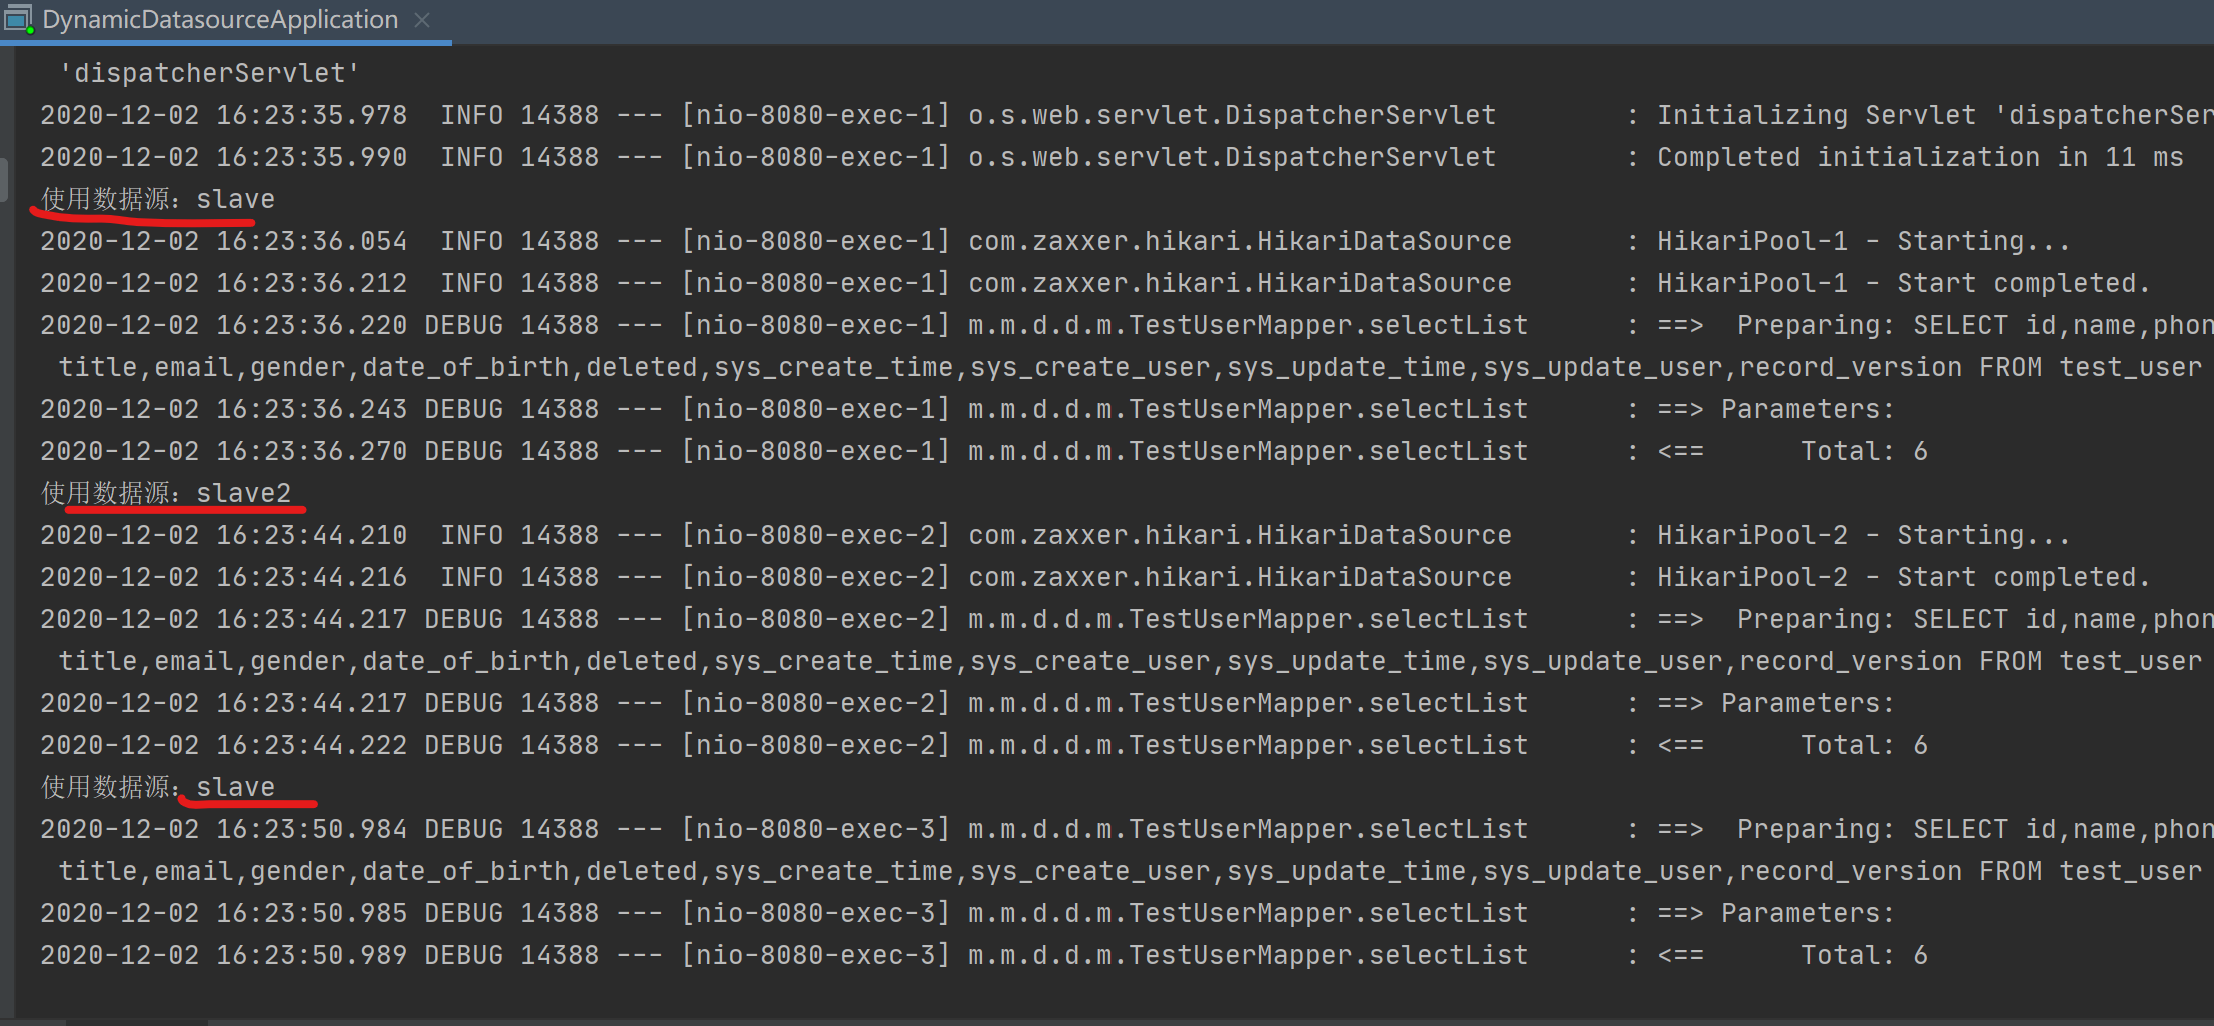 DynamicDatasourceApplication
'dispatcherServlet'
2020-12-02 16:23:35.978  INFO 14388 --- [nio-8080-exec-1] o.s.web.servlet.DispatcherServlet        : Initializing Servlet 'dispatcherSer
2020-12-02 16:23:35.990  INFO 14388 --- [nio-8080-exec-1] o.s.web.servlet.DispatcherServlet        : Completed initialization in 11 ms
使用数据源：slave
2020-12-02 16:23:36.054  INFO 14388 --- [nio-8080-exec-1] com.zaxxer.hikari.HikariDataSource       : HikariPool-1 - Starting...
2020-12-02 16:23:36.212  INFO 14388 --- [nio-8080-exec-1] com.zaxxer.hikari.HikariDataSource       : HikariPool-1 - Start completed.
2020-12-02 16:23:36.220 DEBUG 14388 --- [nio-8080-exec-1] m.m.d.d.m.TestUserMapper.selectList      : ==>  Preparing: SELECT id,name,phon
title,email,gender,date_of_birth,deleted,sys_create_time,sys_create_user,sys_update_time,sys_update_user,record_version FROM test_user
2020-12-02 16:23:36.243 DEBUG 14388 --- [nio-8080-exec-1] m.m.d.d.m.TestUserMapper.selectList      : ==> Parameters:
2020-12-02 16:23:36.270 DEBUG 14388 --- [nio-8080-exec-1] m.m.d.d.m.TestUserMapper.selectList      : <==      Total: 6
使用数据源：slave2
2020-12-02 16:23:44.210  INFO 14388 --- [nio-8080-exec-2] com.zaxxer.hikari.HikariDataSource       : HikariPool-2 - Starting...
2020-12-02 16:23:44.216  INFO 14388 --- [nio-8080-exec-2] com.zaxxer.hikari.HikariDataSource       : HikariPool-2 - Start completed.
2020-12-02 16:23:44.217 DEBUG 14388 --- [nio-8080-exec-2] m.m.d.d.m.TestUserMapper.selectList      : ==>  Preparing: SELECT id,name,phon
title,email,gender,date_of_birth,deleted,sys_create_time,sys_create_user,sys_update_time,sys_update_user,record_version FROM test_user
2020-12-02 16:23:44.217 DEBUG 14388 --- [nio-8080-exec-2] m.m.d.d.m.TestUserMapper.selectList      : ==> Parameters:
2020-12-02 16:23:44.222 DEBUG 14388 --- [nio-8080-exec-2] m.m.d.d.m.TestUserMapper.selectList      : <==      Total: 6
使用数据源：slave
2020-12-02 16:23:50.984 DEBUG 14388 --- [nio-8080-exec-3] m.m.d.d.m.TestUserMapper.selectList      : ==>  Preparing: SELECT id,name,phon
title,email,gender,date_of_birth,deleted,sys_create_time,sys_create_user,sys_update_time,sys_update_user,record_version FROM test_user
2020-12-02 16:23:50.985 DEBUG 14388 --- [nio-8080-exec-3] m.m.d.d.m.TestUserMapper.selectList      : ==> Parameters:
2020-12-02 16:23:50.989 DEBUG 14388 --- [nio-8080-exec-3] m.m.d.d.m.TestUserMapper.selectList      : <==      Total: 6